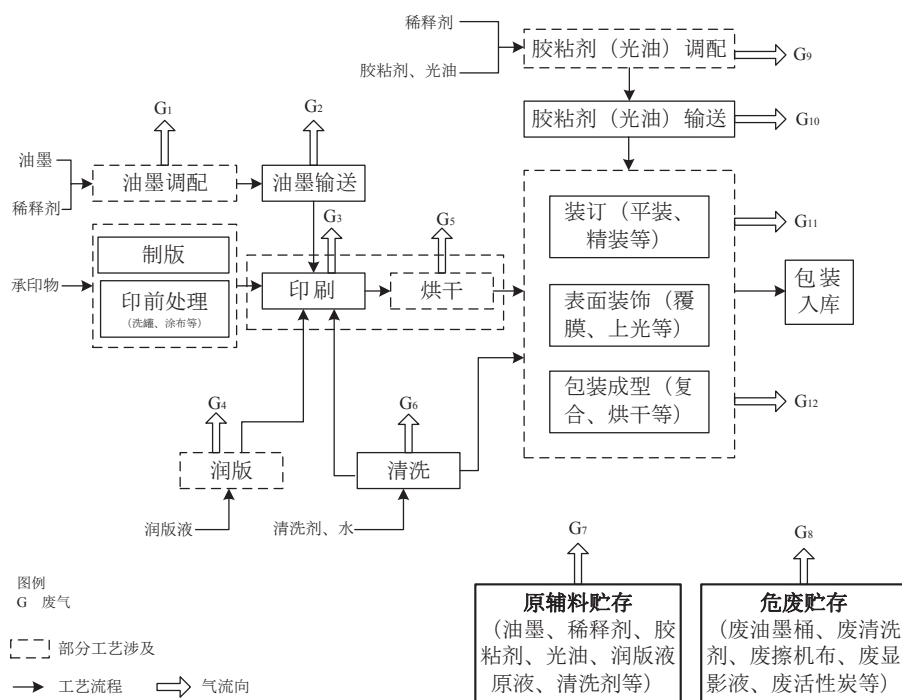 稀释剂
胶粘剂、光油
胶粘剂（光油）调配
G9
胶粘剂（光油）输送
G10
G1
G2
油墨
稀释剂
油墨调配
油墨输送
G3
G5
制版
承印物
印前处理
(洗罐、涂布等)
印刷
烘干
装订（平装、
精装等）
G11
表面装饰（覆
膜、上光等）
包装
入库
包装成型（复
合、烘干等）
G12
G4
G6
润版
清洗
润版液
清洗剂、水
G7
G8
图例
G 废气
部分工艺涉及
工艺流程
气流向
原辅料贮存
（油墨、稀释剂、胶
粘剂、光油、润版液
原液、清洗剂等）
危废贮存
（废油墨桶、废清洗
剂、废擦机布、废显
影液、废活性炭等）